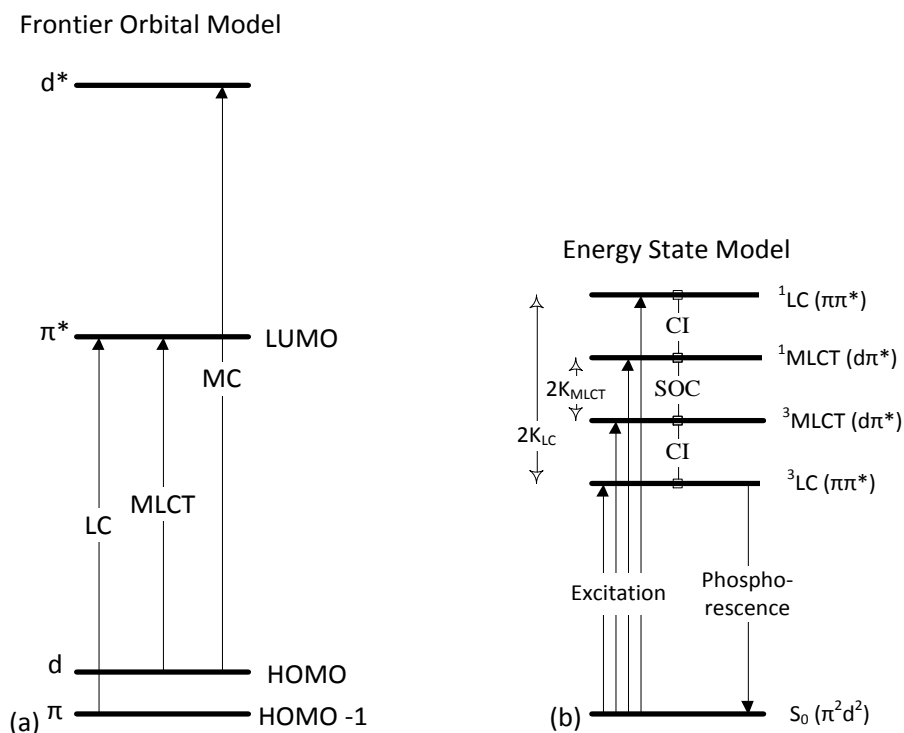 Frontier Orbital Model
d*
π*
LUMO
MC
MLCT
LC
d
HOMO
π
HOMO -1
(a)
Energy State Model
¹LC (ππ*)
CI
¹MLCT (dπ*)
2K_MLCT
SOC
³MLCT (dπ*)
2K_LC
CI
³LC (ππ*)
Excitation
Phospho-
rescence
(b)
S₀ (π²d²)